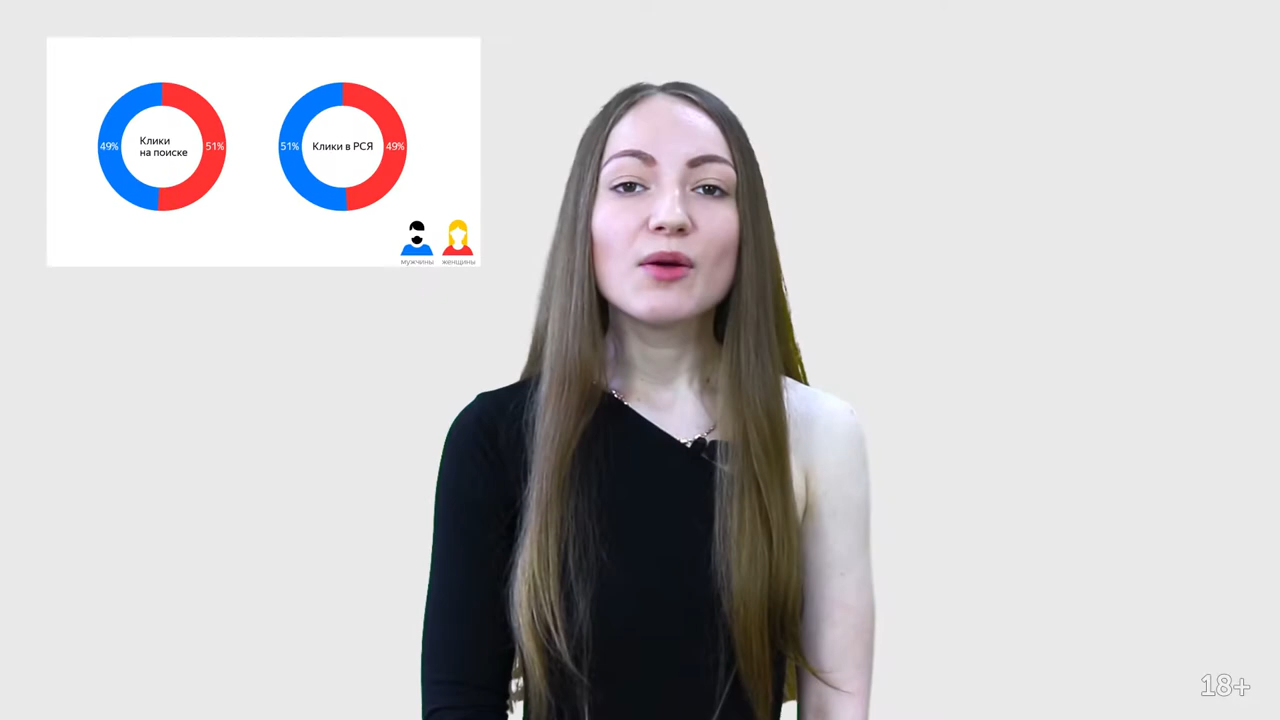 49%
Клики
на поиске
51%
51%
Клики в РСЯ
49%
мужчины
женщины
18+